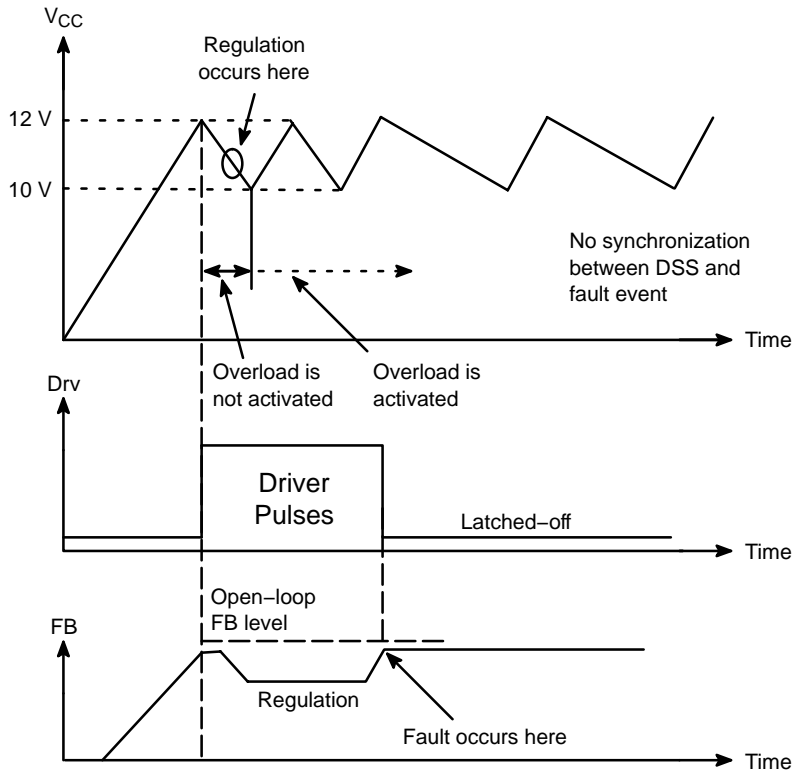 VCC
Regulation
occurs here
12 V
10 V
No synchronization
between DSS and
fault event
Time
Overload is
not activated
Overload is
activated
Drv
Driver
Pulses
Latched−off
Time
Open−loop
FB level
FB
Regulation
Fault occurs here
Time